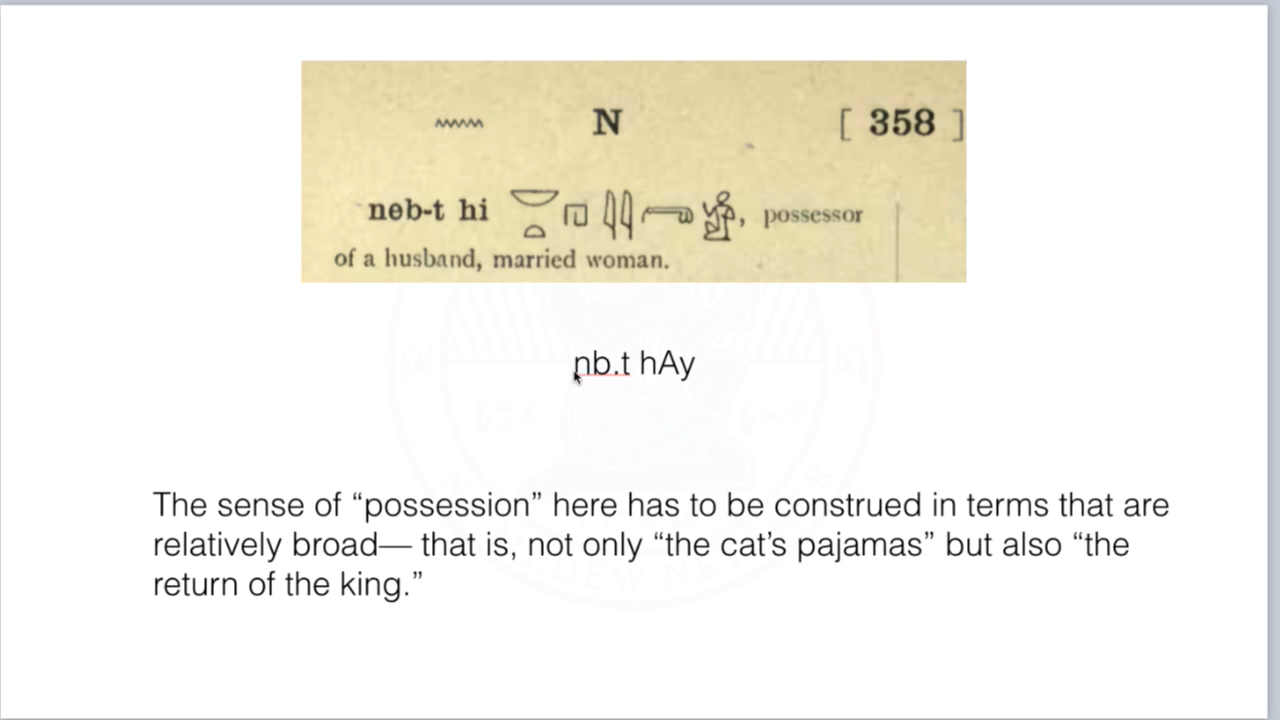 N [ 358 ]
neb-t hi 𓎟𓏏𓉔𓇌𓂺𓀀, possessor
of a husband, married woman.
nb.t hAy
The sense of “possession” here has to be construed in terms that are
relatively broad— that is, not only “the cat’s pajamas” but also “the
return of the king.”